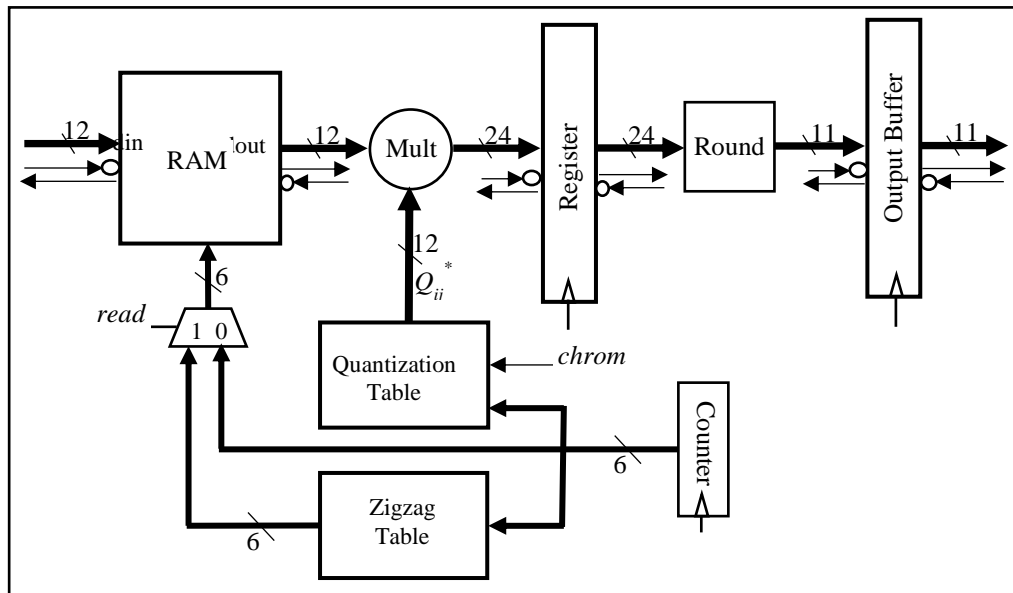 12
din
RAM
lout
12
Mult
24
Register
24
Round
11
Output Buffer
11
6
read
1 0
12
Q_ii^*
Quantization
Table
chrom
6
Counter
Zigzag
Table
6